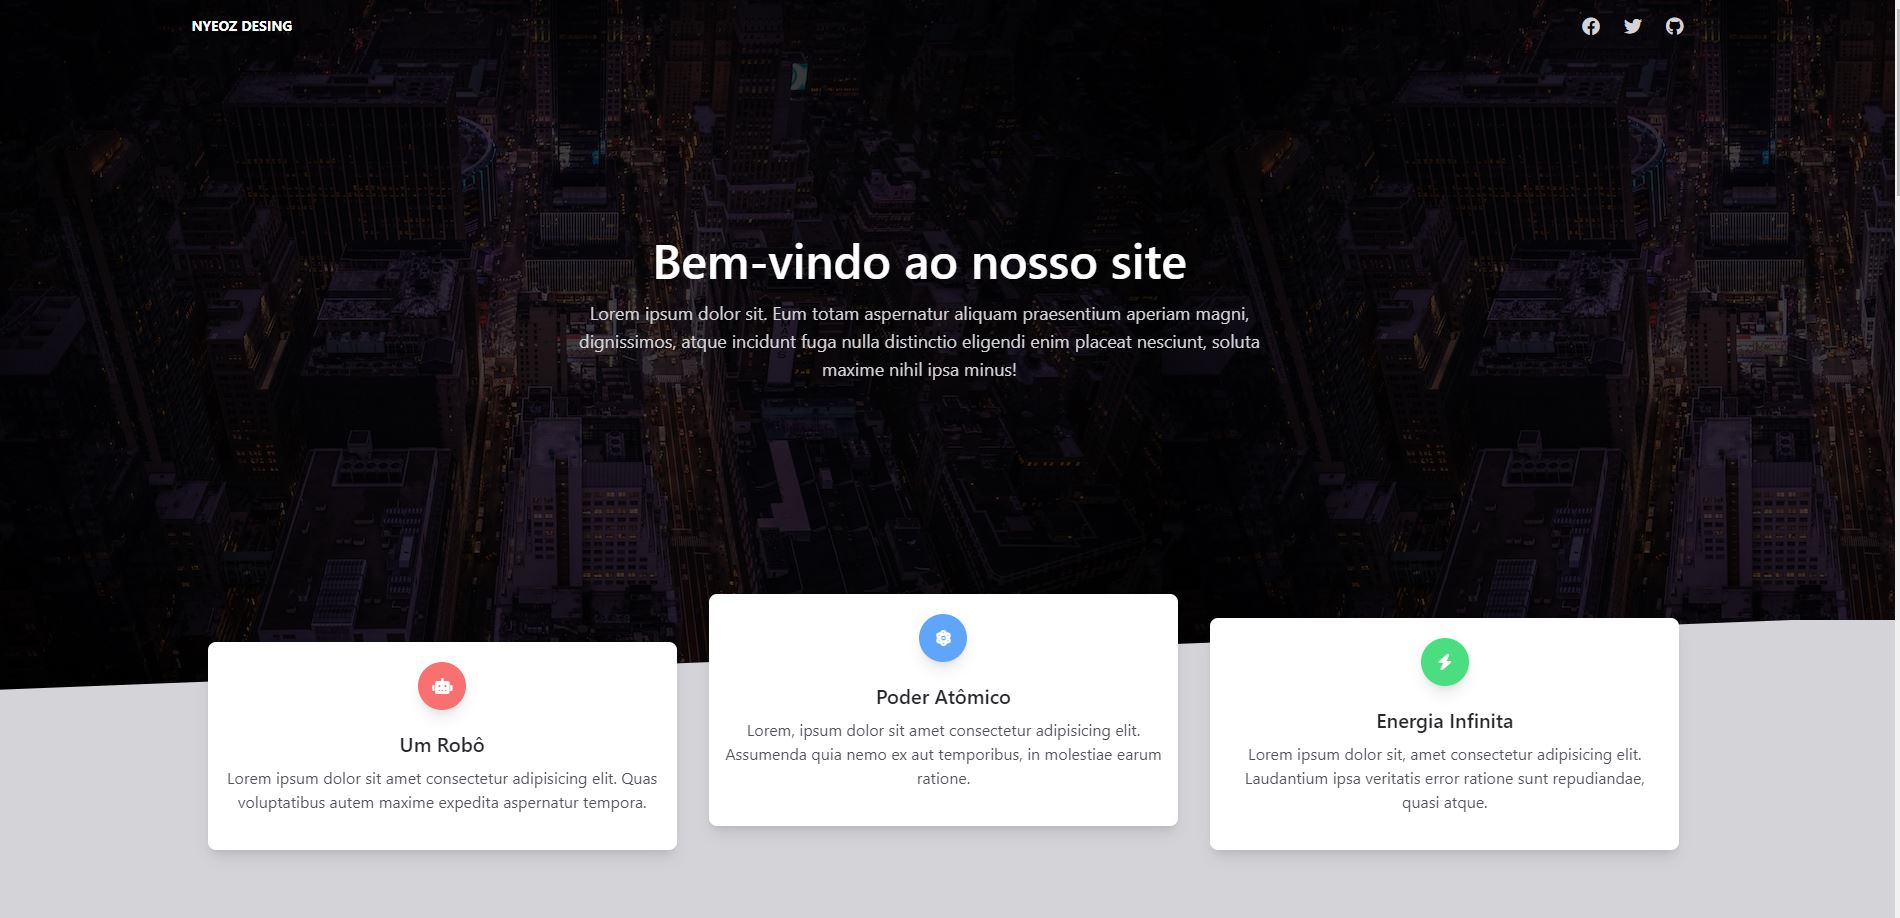 NYEOZ DESING
Bem-vindo ao nosso site
Lorem ipsum dolor sit. Eum totam aspernatur aliquam praesentium aperiam magni,
dignissimos, atque incidunt fuga nulla distinctio eligendi enim placeat nesciunt, soluta
maxime nihil ipsa minus!
Um Robô
Lorem ipsum dolor sit amet consectetur adipisicing elit. Quas
voluptatibus autem maxime expedita aspernatur tempora.
Poder Atômico
Lorem, ipsum dolor sit amet consectetur adipisicing elit.
Assumenda quia nemo ex aut temporibus, in molestiae earum
ratione.
Energia Infinita
Lorem ipsum dolor sit, amet consectetur adipisicing elit.
Laudantium ipsa veritatis error ratione sunt repudiandae,
quasi atque.